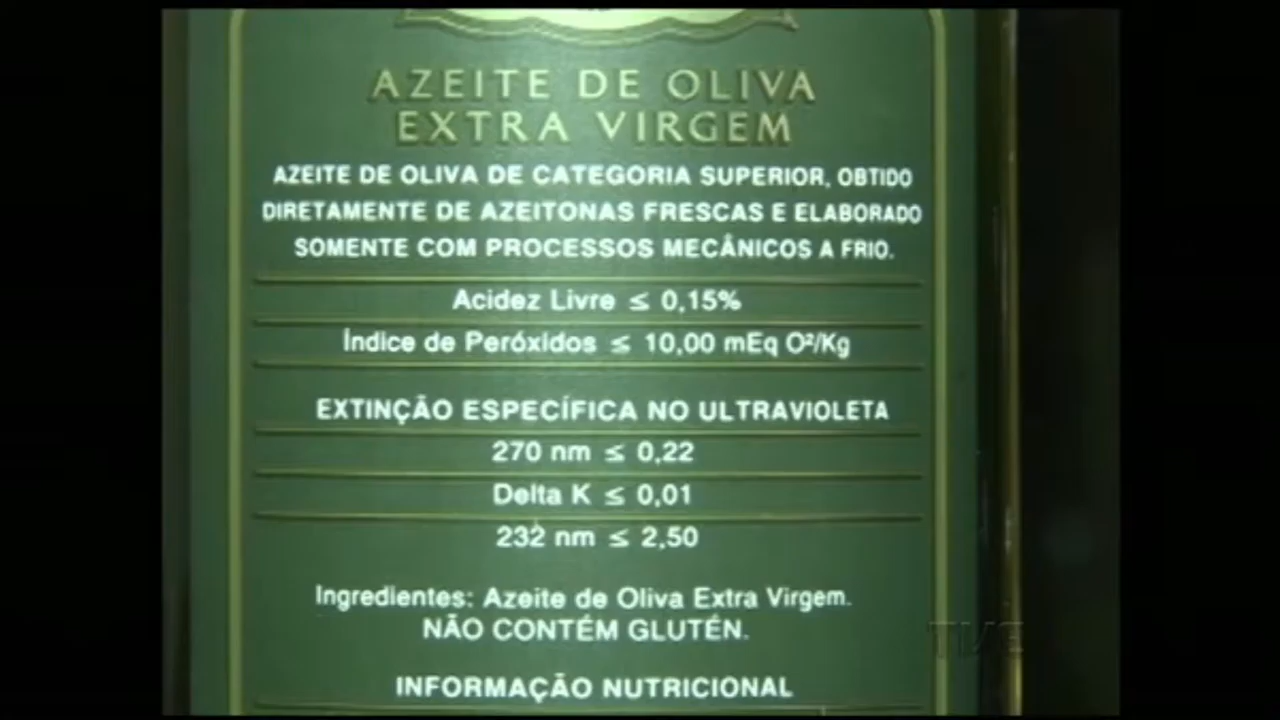 AZEITE DE OLIVA
EXTRA VIRGEM
AZEITE DE OLIVA DE CATEGORIA SUPERIOR, OBTIDO
DIRETAMENTE DE AZEITONAS FRESCAS E ELABORADO
SOMENTE COM PROCESSOS MECÂNICOS A FRIO.
Acidez Livre ≤ 0,15%
Índice de Peróxidos ≤ 10,00 mEq O²/Kg
EXTINÇÃO ESPECÍFICA NO ULTRAVIOLETA
270 nm ≤ 0,22
Delta K ≤ 0,01
232 nm ≤ 2,50
Ingredientes: Azeite de Oliva Extra Virgem.
NÃO CONTÉM GLUTÉN.
INFORMAÇÃO NUTRICIONAL